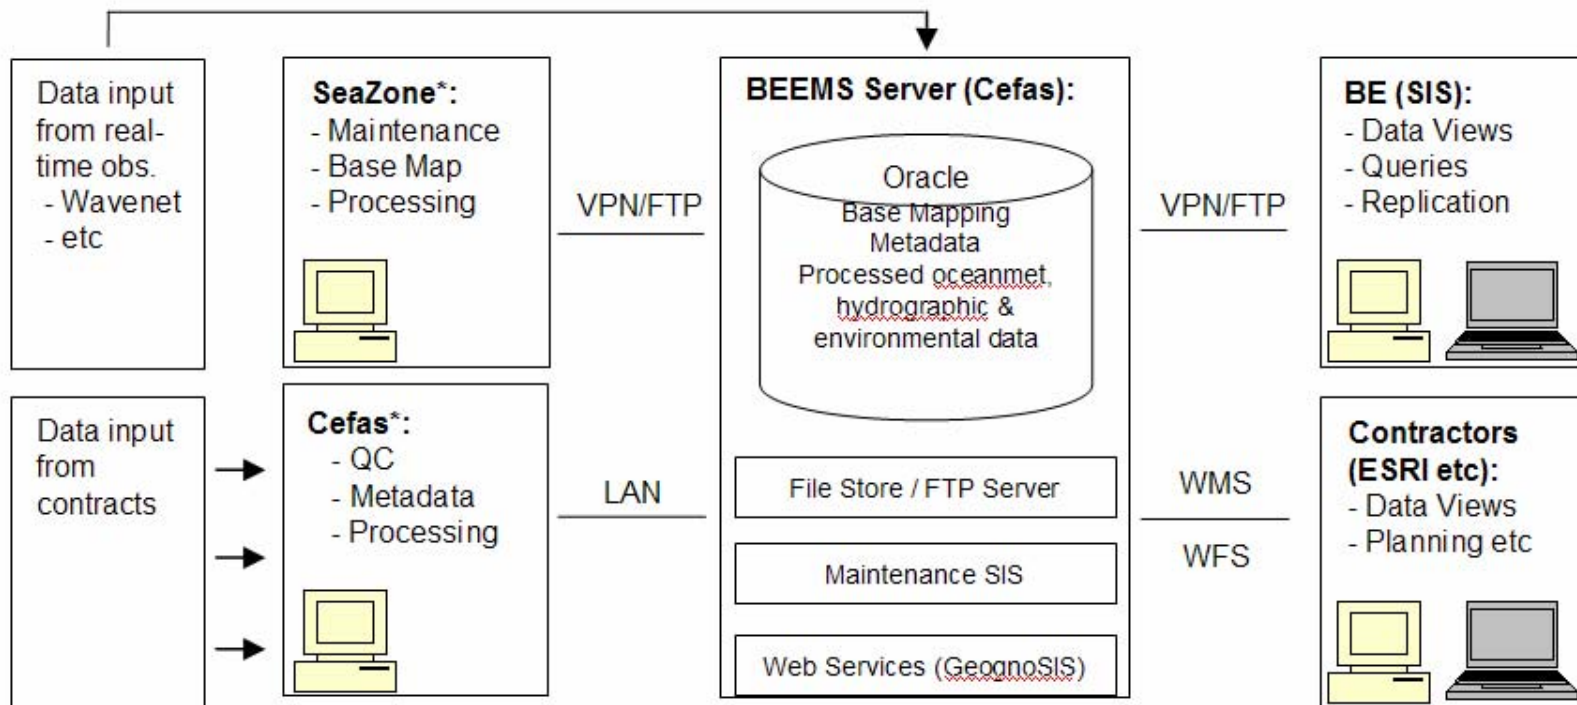 Data input
from real-
time obs.
- Wavenet
- etc
SeaZone*:
- Maintenance
- Base Map
- Processing
VPN/FTP
BEEMS Server (Cefas):
Oracle
Base Mapping
Metadata
Processed oceanmet,
hydrographic &
environmental data
VPN/FTP
BE (SIS):
- Data Views
- Queries
- Replication
Data input
from
contracts
Cefas*:
- QC
- Metadata
- Processing
LAN
File Store / FTP Server
Maintenance SIS
Web Services (GeognoSIS)
WMS
WFS
Contractors
(ESRI etc):
- Data Views
- Planning etc